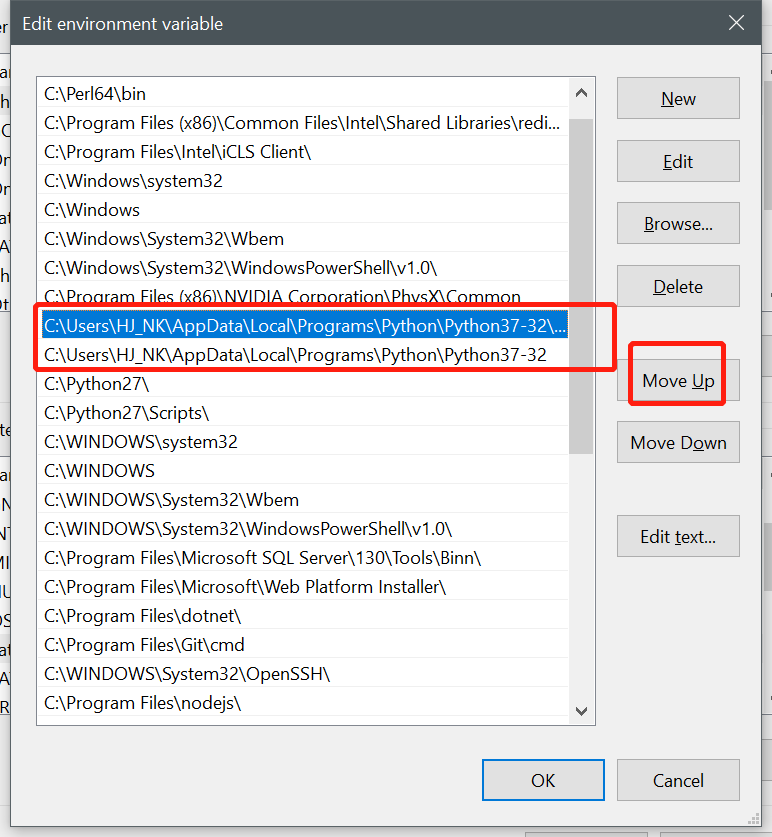 Edit environment variable
C:\Perl64\bin
C:\Program Files (x86)\Common Files\Intel\Shared Libraries\redi...
C:\Program Files\Intel\iCLS Client\
C:\Windows\system32
C:\Windows
C:\Windows\System32\Wbem
C:\Windows\System32\WindowsPowerShell\v1.0\
C:\Program Files (x86)\NVIDIA Corporation\PhysX\Common
C:\Users\HJ_NK\AppData\Local\Programs\Python\Python37-32\...
C:\Users\HJ_NK\AppData\Local\Programs\Python\Python37-32
C:\Python27\
C:\Python27\Scripts\
C:\WINDOWS\system32
C:\WINDOWS
C:\WINDOWS\System32\Wbem
C:\WINDOWS\System32\WindowsPowerShell\v1.0\
C:\Program Files\Microsoft SQL Server\130\Tools\Binn\
C:\Program Files\Microsoft\Web Platform Installer\
C:\Program Files\dotnet\
C:\Program Files\Git\cmd
C:\WINDOWS\System32\OpenSSH\
C:\Program Files\nodejs\
New
Edit
Browse...
Delete
Move Up
Move Down
Edit text...
OK
Cancel